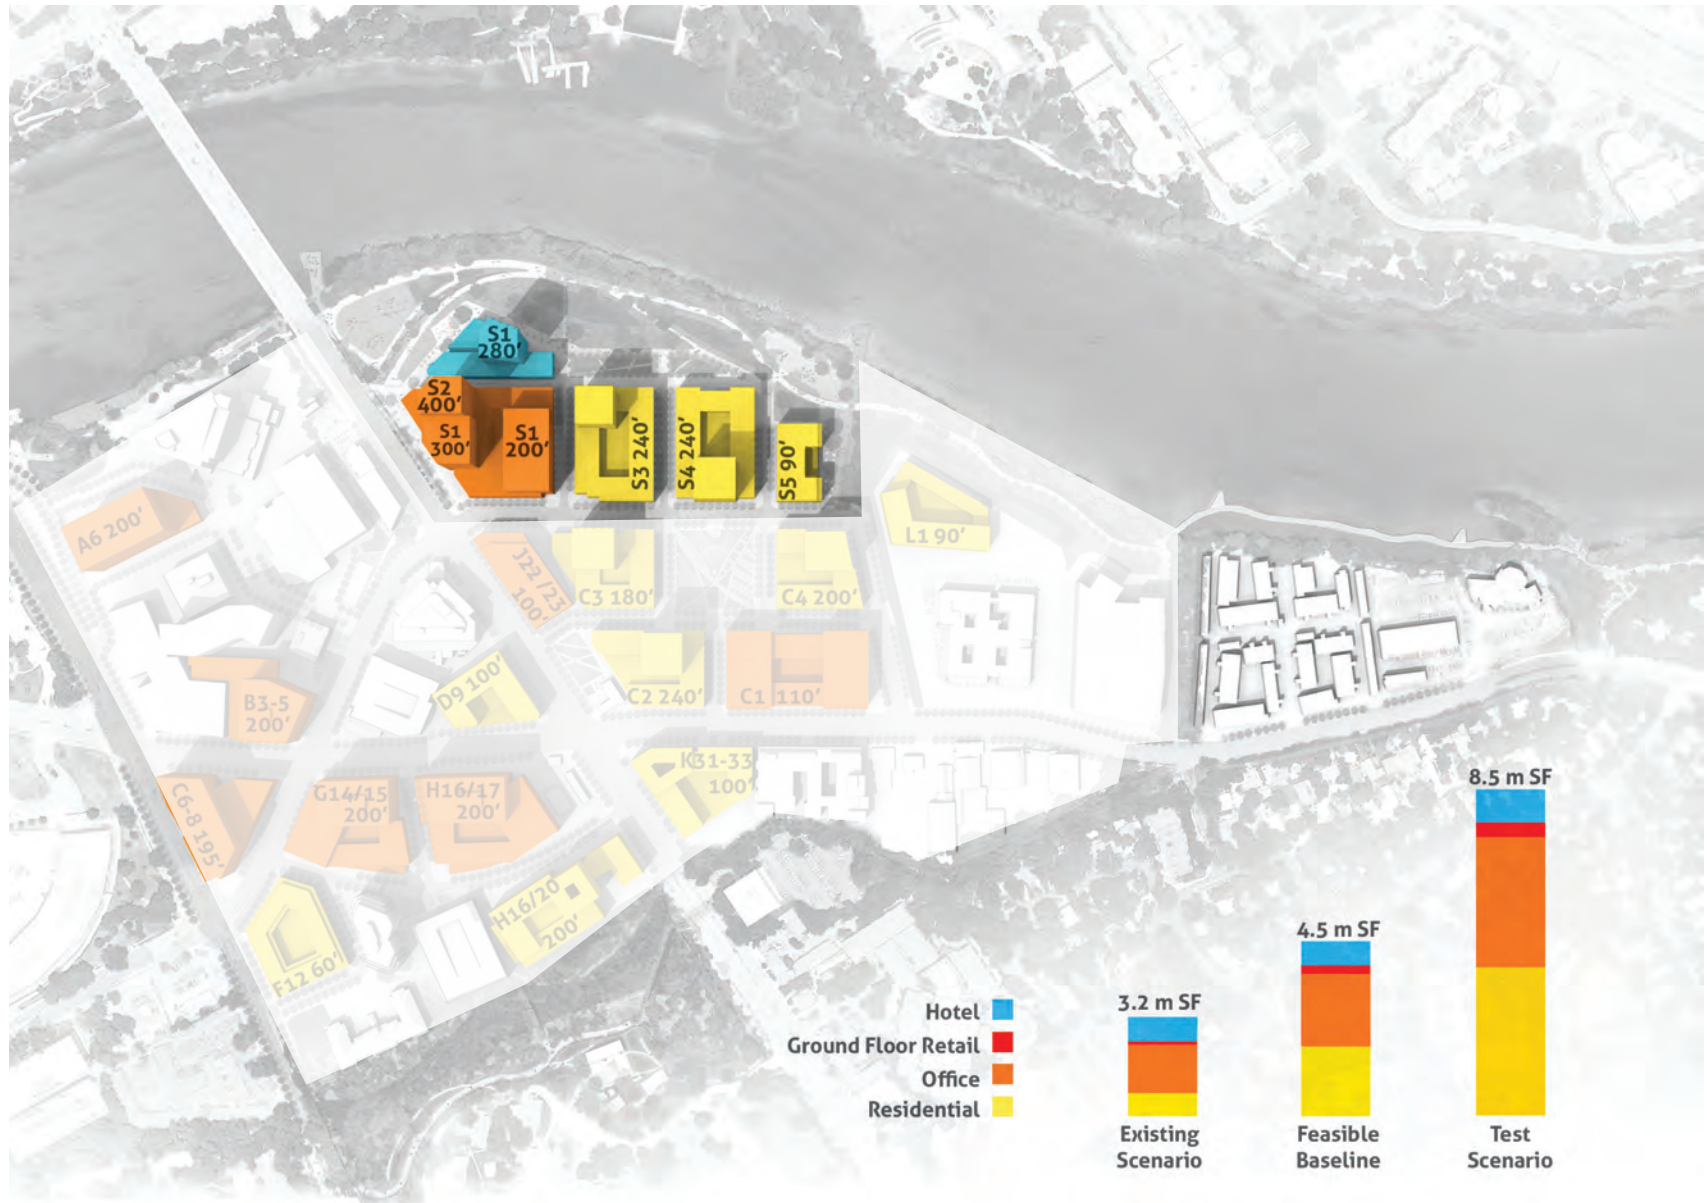 S1
280′
S2
400′
S1
300′
S1
200′
S3 240′
S4 240′
S5 90′
A6 200′
J22 /23
100′
C3 180′
C4 200′
L1 90′
B3-5
200′
D9 100′
C2 240′
C1 110′
C6-8 195′
G14/15
200′
H16/17
200′
K31-33
100′
F12 60′
H16/20
200′
Hotel
Ground Floor Retail
Office
Residential
3.2 m SF
4.5 m SF
8.5 m SF
Existing
Scenario
Feasible
Baseline
Test
Scenario